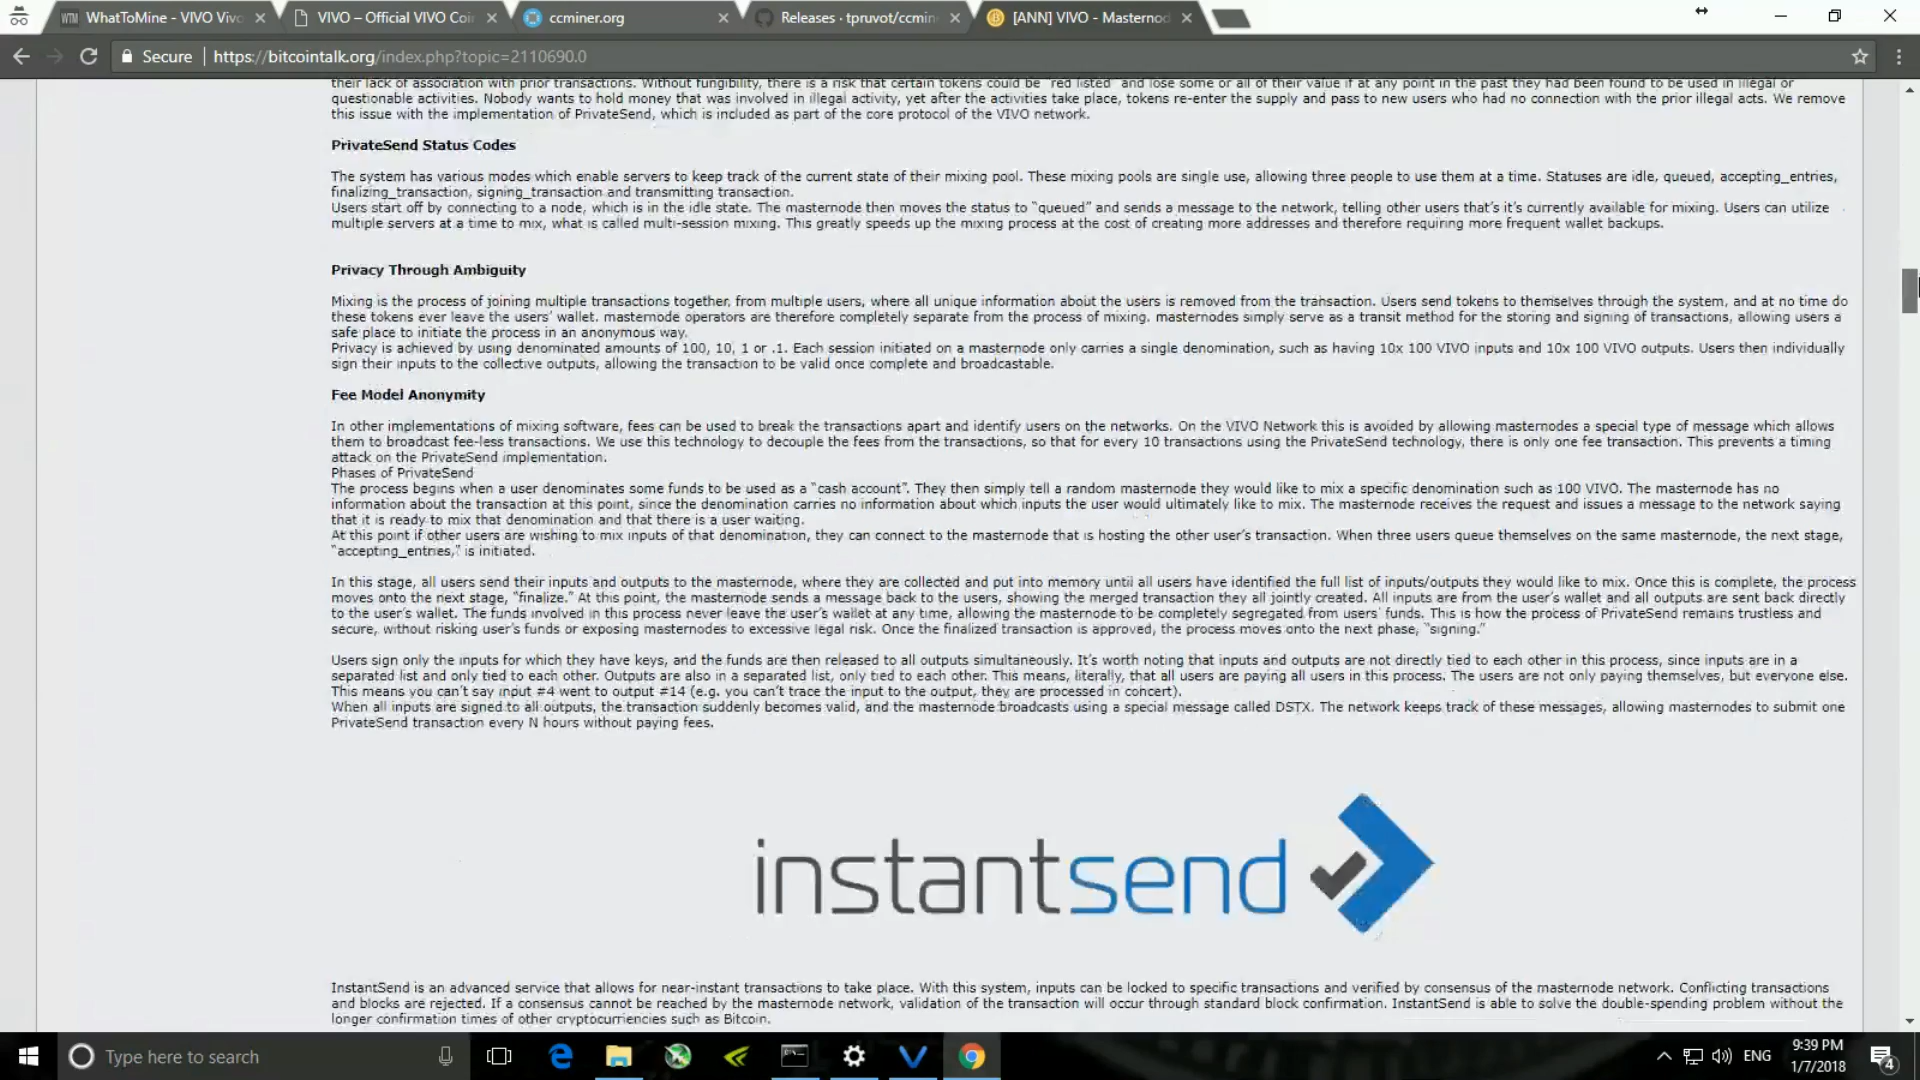 WhatToMine - VIVO Vivo
VIVO – Official VIVO Coi
ccminer.org
Releases · tpruvot/ccmin
[ANN] VIVO - Masternod
Secure
https://bitcointalk.org/index.php?topic=2110690.0
their lack of association with prior transactions. Without fungibility, there is a risk that certain tokens could be "red listed" and lose some or all of their value if at any point in the past they had been found to be used in illegal or
questionable activities. Nobody wants to hold money that was involved in illegal activity, yet after the activities take place, tokens re-enter the supply and pass to new users who had no connection with the prior illegal acts. We remove
this issue with the implementation of PrivateSend, which is included as part of the core protocol of the VIVO network.
PrivateSend Status Codes
The system has various modes which enable servers to keep track of the current state of their mixing pool. These mixing pools are single use, allowing three people to use them at a time. Statuses are idle, queued, accepting_entries,
finalizing_transaction, signing_transaction and transmitting transaction.
Users start off by connecting to a node, which is in the idle state. The masternode then moves the status to "queued" and sends a message to the network, telling other users that's it's currently available for mixing. Users can utilize
multiple servers at a time to mix, what is called multi-session mixing. This greatly speeds up the mixing process at the cost of creating more addresses and therefore requiring more frequent wallet backups.
Privacy Through Ambiguity
Mixing is the process of joining multiple transactions together, from multiple users, where all unique information about the users is removed from the transaction. Users send tokens to themselves through the system, and at no time do
these tokens ever leave the users' wallet. masternode operators are therefore completely separate from the process of mixing. masternodes simply serve as a transit method for the storing and signing of transactions, allowing users a
safe place to initiate the process in an anonymous way.
Privacy is achieved by using denominated amounts of 100, 10, 1 or .1. Each session initiated on a masternode only carries a single denomination, such as having 10x 100 VIVO inputs and 10x 100 VIVO outputs. Users then individually
sign their inputs to the collective outputs, allowing the transaction to be valid once complete and broadcastable.
Fee Model Anonymity
In other implementations of mixing software, fees can be used to break the transactions apart and identify users on the networks. On the VIVO Network this is avoided by allowing masternodes a special type of message which allows
them to broadcast fee-less transactions. We use this technology to decouple the fees from the transactions, so that for every 10 transactions using the PrivateSend technology, there is only one fee transaction. This prevents a timing
attack on the PrivateSend implementation.
Phases of PrivateSend
The process begins when a user denominates some funds to be used as a "cash account". They then simply tell a random masternode they would like to mix a specific denomination such as 100 VIVO. The masternode has no
information about the transaction at this point, since the denomination carries no information about which inputs the user would ultimately like to mix. The masternode receives the request and issues a message to the network saying
that it is ready to mix that denomination and that there is a user waiting.
At this point if other users are wishing to mix inputs of that denomination, they can connect to the masternode that is hosting the other user's transaction. When three users queue themselves on the same masternode, the next stage,
"accepting_entries," is initiated.
In this stage, all users send their inputs and outputs to the masternode, where they are collected and put into memory until all users have identified the full list of inputs/outputs they would like to mix. Once this is complete, the process
moves onto the next stage, "finalize." At this point, the masternode sends a message back to the users, showing the merged transaction they all jointly created. All inputs are from the user's wallet and all outputs are sent back directly
to the user's wallet. The funds involved in this process never leave the user's wallet at any time, allowing the masternode to be completely segregated from users' funds. This is how the process of PrivateSend remains trustless and
secure, without risking user's funds or exposing masternodes to excessive legal risk. Once the finalized transaction is approved, the process moves onto the next phase, "signing."
Users sign only the inputs for which they have keys, and the funds are then released to all outputs simultaneously. It's worth noting that inputs and outputs are not directly tied to each other in this process, since inputs are in a
separated list and only tied to each other. Outputs are also in a separated list, only tied to each other. This means, literally, that all users are paying all users in this process. The users are not only paying themselves, but everyone else.
This means you can't say input #4 went to output #14 (e.g. you can't trace the input to the output, they are processed in concert).
When all inputs are signed to all outputs, the transaction suddenly becomes valid, and the masternode broadcasts using a special message called DSTX. The network keeps track of these messages, allowing masternodes to submit one
PrivateSend transaction every N hours without paying fees.
instantsend
InstantSend is an advanced service that allows for near-instant transactions to take place. With this system, inputs can be locked to specific transactions and verified by consensus of the masternode network. Conflicting transactions
and blocks are rejected. If a consensus cannot be reached by the masternode network, validation of the transaction will occur through standard block confirmation. InstantSend is able to solve the double-spending problem without the
longer confirmation times of other cryptocurrencies such as Bitcoin.
Type here to search
ENG
9:39 PM
1/7/2018
4